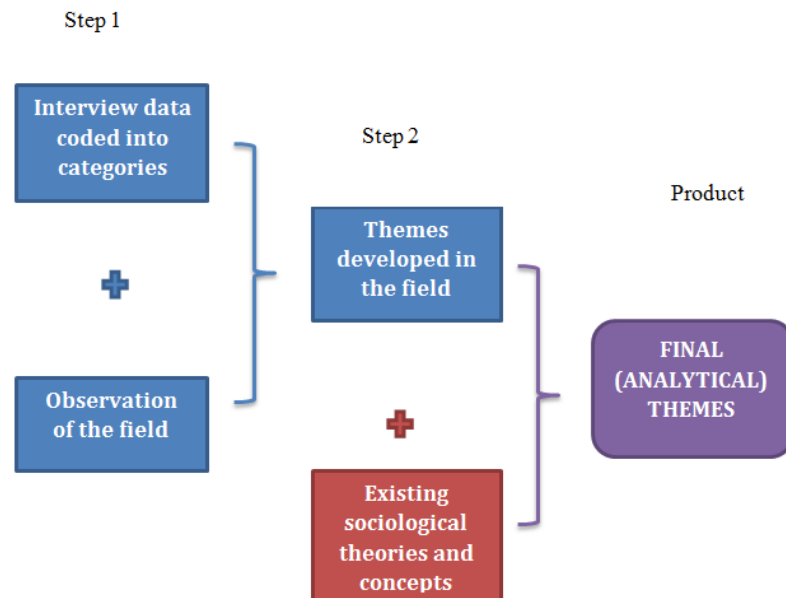 Step 1
Interview data
coded into
categories
Observation
of the field
Step 2
Themes
developed in
the field
Existing
sociological
theories and
concepts
Product
FINAL
(ANALYTICAL)
THEMES